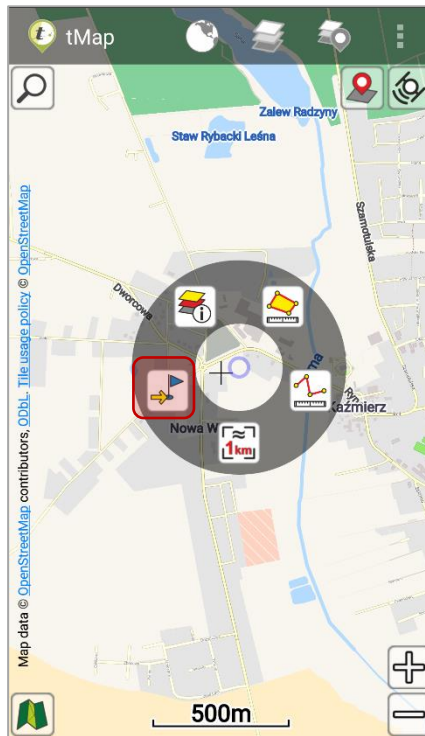 tMap
Zalew Radzyny
Staw Rybacki Leśna
Szamotulska
Dworcowa
Kaźmierz
Nowa W
≈
1km
Map data © OpenStreetMap contributors, ODbL. Tile usage policy © OpenStreetMap
500m